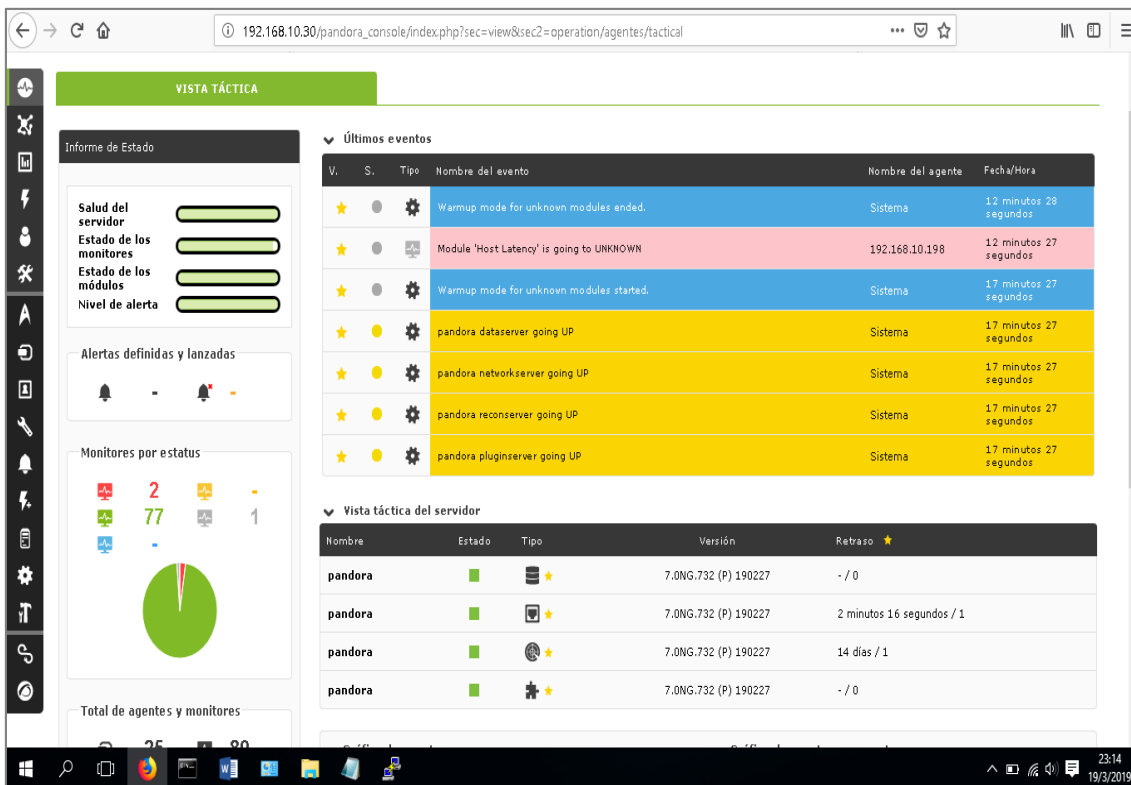 192.168.10.30/pandora_console/index.php?sec=view&sec2=operation/agentes/tactical
VISTA TÁCTICA
Informe de Estado
Salud del
servidor
Estado de los
monitores
Estado de los
módulos
Nivel de alerta
Alertas definidas y lanzadas
- -
Monitores por estatus
2 -
77 1
-
Total de agentes y monitores
25 80
Últimos eventos
V. S. Tipo Nombre del evento Nombre del agente Fecha/Hora
Warmup mode for unknown modules ended. Sistema 12 minutos 28
segundos
Module 'Host Latency' is going to UNKNOWN 192.168.10.198 12 minutos 27
segundos
Warmup mode for unknown modules started. Sistema 17 minutos 27
segundos
pandora dataserver going UP Sistema 17 minutos 27
segundos
pandora networkserver going UP Sistema 17 minutos 27
segundos
pandora reconserver going UP Sistema 17 minutos 27
segundos
pandora pluginserver going UP Sistema 17 minutos 27
segundos
Vista táctica del servidor
Nombre Estado Tipo Versión Retraso
pandora 7.0NG.732 (P) 190227 - / 0
pandora 7.0NG.732 (P) 190227 2 minutos 16 segundos / 1
pandora 7.0NG.732 (P) 190227 14 días / 1
pandora 7.0NG.732 (P) 190227 - / 0
23:14
19/3/2019